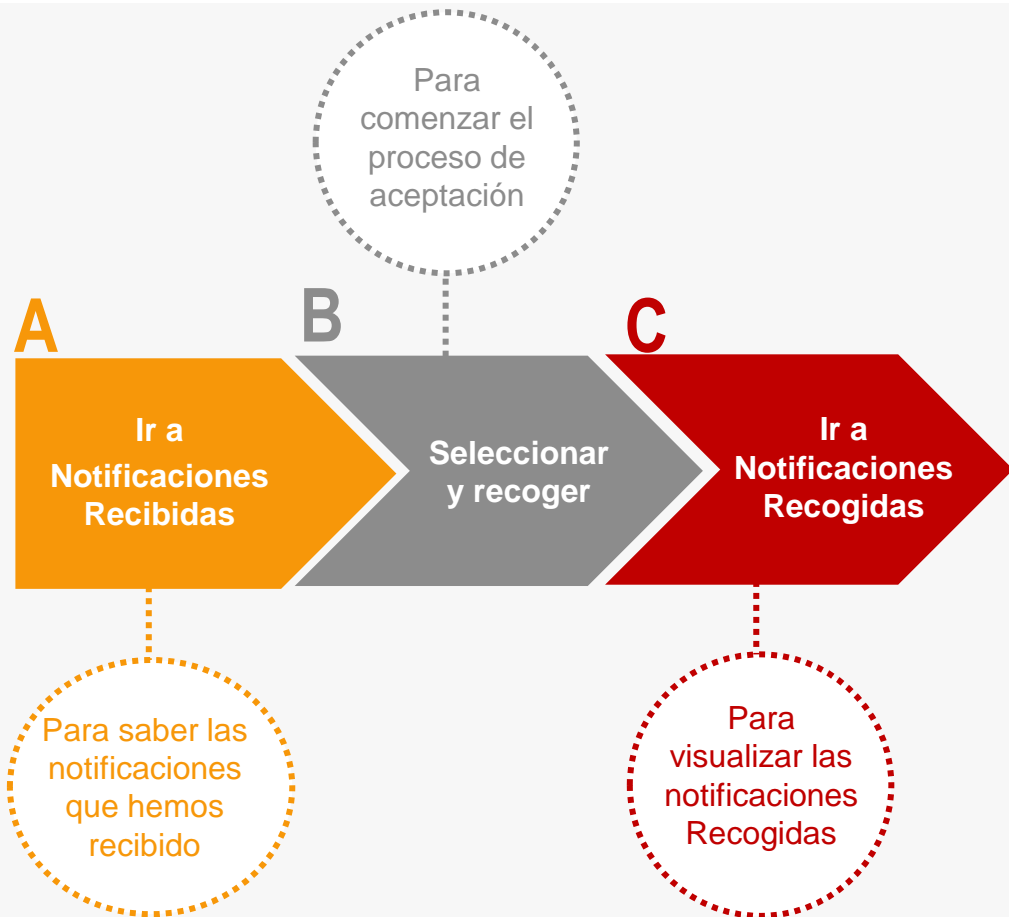 Para
comenzar el
proceso de
aceptación
A
B
C
Ir a
Notificaciones
Recibidas
Seleccionar
y recoger
Ir a
Notificaciones
Recogidas
Para saber las
notificaciones
que hemos
recibido
Para
visualizar las
notificaciones
Recogidas